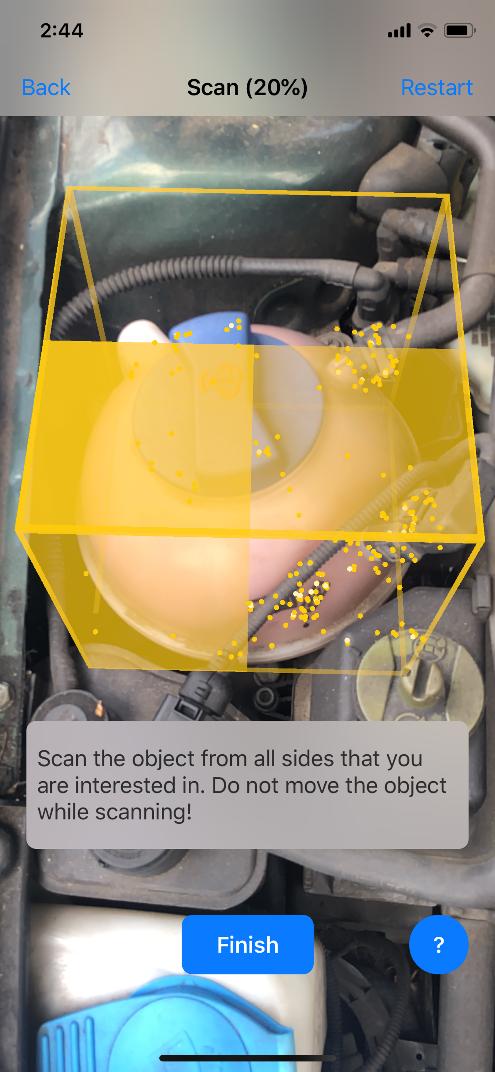 2:44
Back
Scan (20%)
Restart
Scan the object from all sides that you
are interested in. Do not move the object
while scanning!
Finish
?